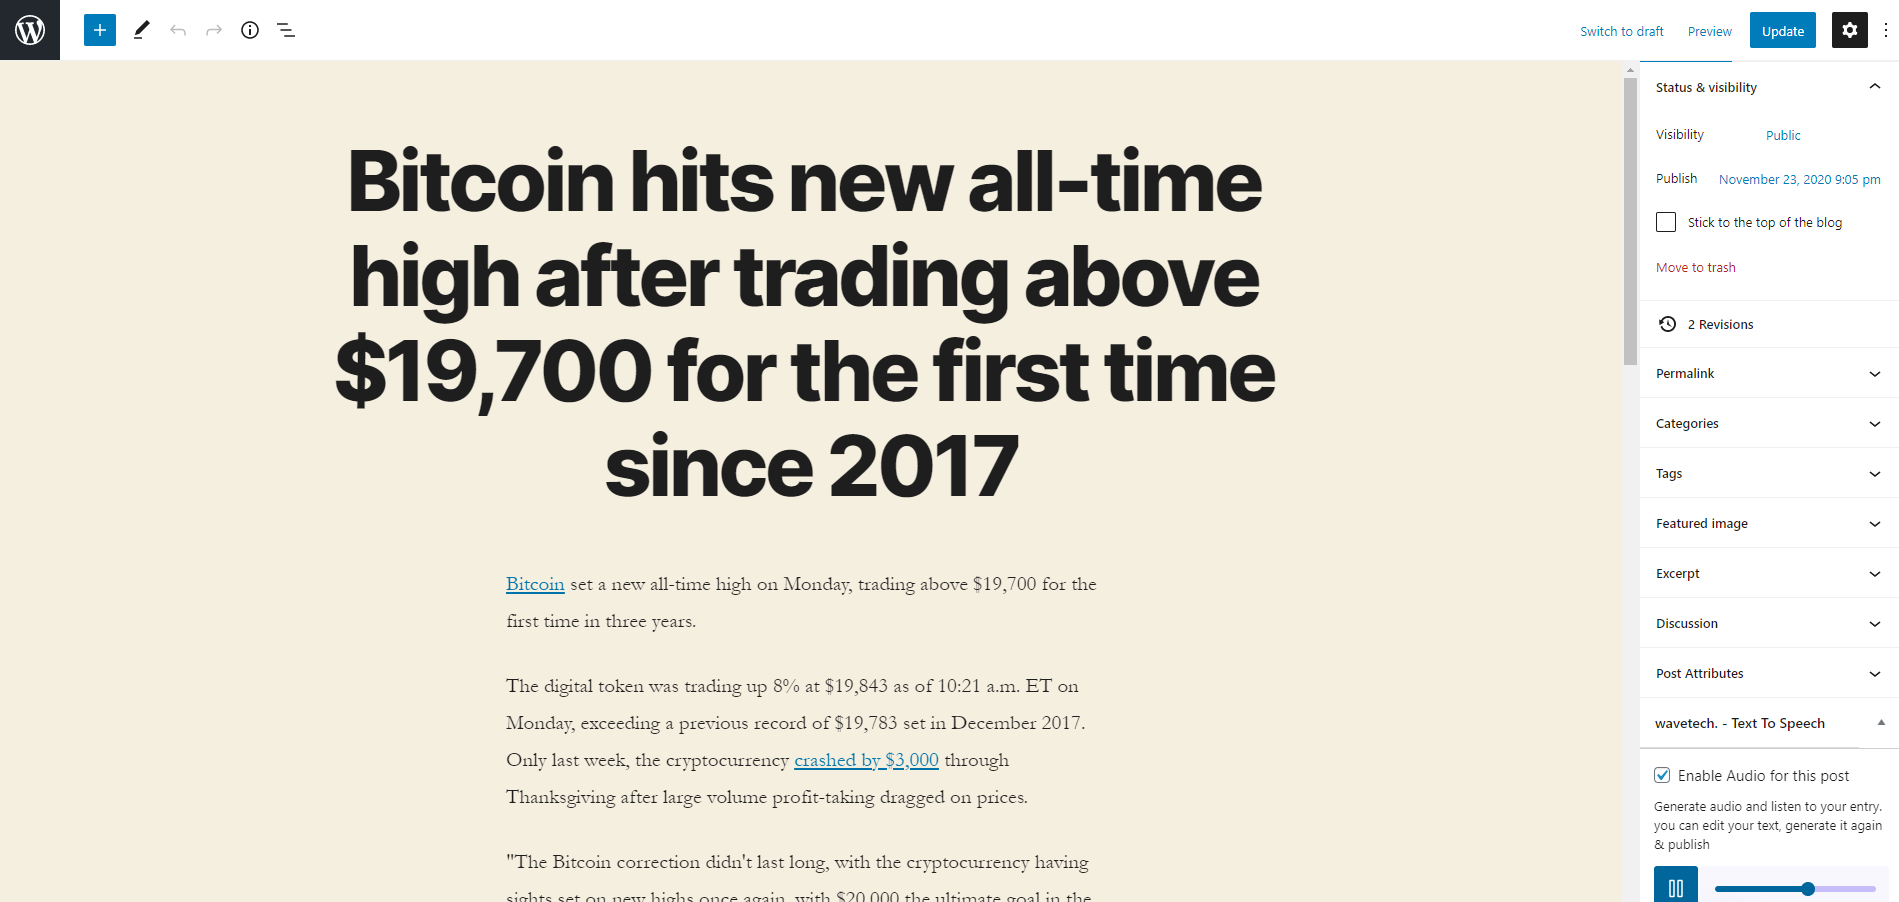 Switch to draft
Preview
Update
Bitcoin hits new all-time
high after trading above
$19,700 for the first time
since 2017
Bitcoin set a new all-time high on Monday, trading above $19,700 for the
first time in three years.
The digital token was trading up 8% at $19,843 as of 10:21 a.m. ET on
Monday, exceeding a previous record of $19,783 set in December 2017.
Only last week, the cryptocurrency crashed by $3,000 through
Thanksgiving after large volume profit-taking dragged on prices.
"The Bitcoin correction didn't last long, with the cryptocurrency having
sights set on new highs once again, with $20,000 the ultimate goal in the
Status & visibility
Visibility
Public
Publish
November 23, 2020 9:05 pm
Stick to the top of the blog
Move to trash
2 Revisions
Permalink
Categories
Tags
Featured image
Excerpt
Discussion
Post Attributes
wavetech. - Text To Speech
Enable Audio for this post
Generate audio and listen to your entry.
you can edit your text, generate it again
& publish